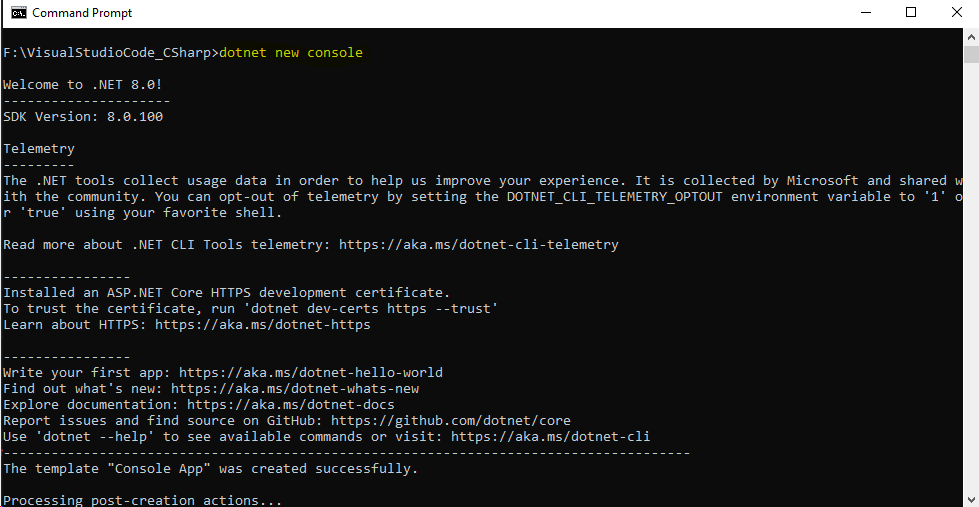 Command Prompt
F:\VisualStudioCode_CSharp>dotnet new console
Welcome to .NET 8.0!
---------------------
SDK Version: 8.0.100
Telemetry
---------
The .NET tools collect usage data in order to help us improve your experience. It is collected by Microsoft and shared w
ith the community. You can opt-out of telemetry by setting the DOTNET_CLI_TELEMETRY_OPTOUT environment variable to '1' o
r 'true' using your favorite shell.
Read more about .NET CLI Tools telemetry: https://aka.ms/dotnet-cli-telemetry
----------------
Installed an ASP.NET Core HTTPS development certificate.
To trust the certificate, run 'dotnet dev-certs https --trust'
Learn about HTTPS: https://aka.ms/dotnet-https
----------------
Write your first app: https://aka.ms/dotnet-hello-world
Find out what's new: https://aka.ms/dotnet-whats-new
Explore documentation: https://aka.ms/dotnet-docs
Report issues and find source on GitHub: https://github.com/dotnet/core
Use 'dotnet --help' to see available commands or visit: https://aka.ms/dotnet-cli
--------------------------------------------------------------------------------------
The template "Console App" was created successfully.
Processing post-creation actions...